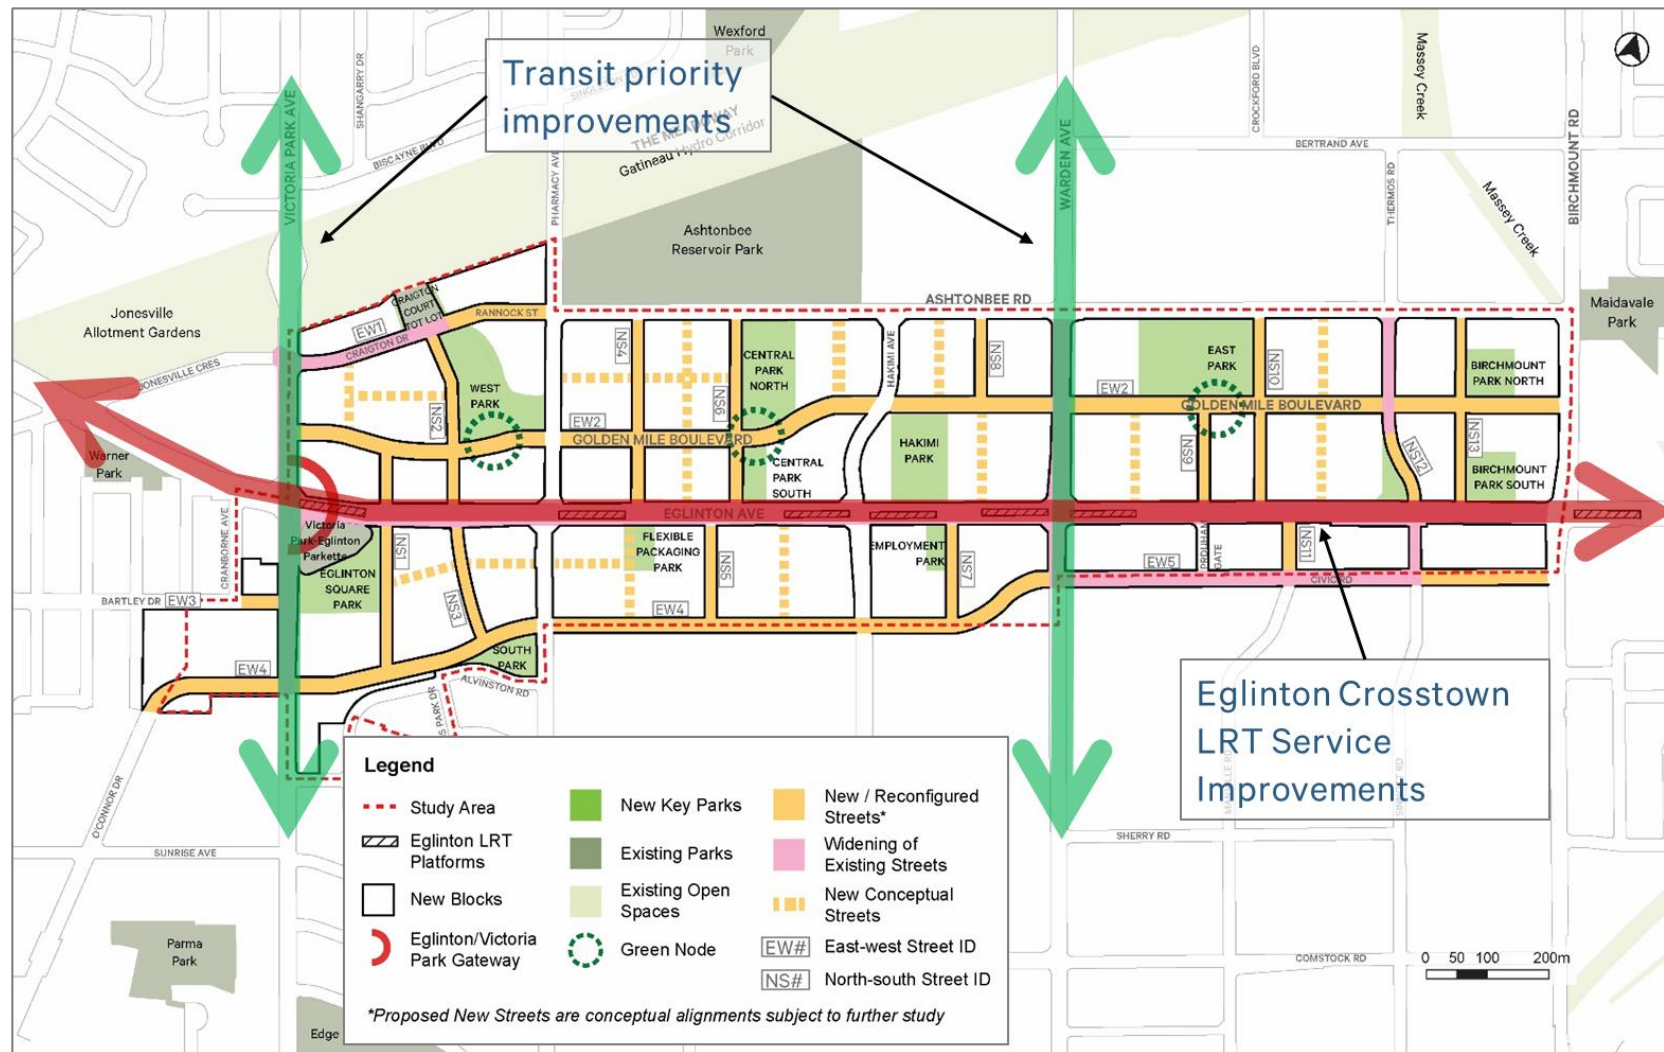 Wexford
Park
Transit priority
improvements
VICTORIA PARK AVE
SHANGARRY DR
BISCAYNE BLVD
THE MEADOWAY
Gatineau Hydro Corridor
PHARMACY AVE
WARDEN AVE
CROCKFORD BLVD
Massey Creek
BERTRAND AVE
THERMOS RD
BIRCHMOUNT RD
Massey Creek
Ashtonbee
Reservoir Park
Jonesville
Allotment Gardens
CRAIGTON
COURT
TOT LOT
EW1
CRAIGTON DR
RANNOCK ST
ASHTONBEE RD
Maidavale
Park
JONESVILLE CRES
NS4
CENTRAL
PARK
NORTH
HAKIMI AVE
NS8
EAST
PARK
NS10
BIRCHMOUNT
PARK NORTH
WEST
PARK
NS2
EW2
NS6
EW2
GOLDEN MILE BOULEVARD
GOLDEN MILE BOULEVARD
Warner
Park
HAKIMI
PARK
CENTRAL
PARK
SOUTH
NS9
NS12
NS13
BIRCHMOUNT
PARK SOUTH
EGLINTON AVE
CRANBORNE AVE
Victoria
Park-Eglinton
Parkette
NS1
FLEXIBLE
PACKAGING
PARK
NS5
EMPLOYMENT
PARK
NS7
EW5
PRUDHAM
GATE
NS11
CIVIC RD
EGLINTON
SQUARE
PARK
BARTLEY DR
EW3
NS3
EW4
EW4
SOUTH
PARK
ALVINSTON RD
S PARK DR
O'CONNOR DR
SUNRISE AVE
Eglinton Crosstown
LRT Service
Improvements
SHERRY RD
COMSTOCK RD
Parma
Park
Edge
Legend
Study Area
Eglinton LRT
Platforms
New Blocks
Eglinton/Victoria
Park Gateway
New Key Parks
Existing Parks
Existing Open
Spaces
Green Node
New / Reconfigured
Streets*
Widening of
Existing Streets
New Conceptual
Streets
EW# East-west Street ID
NS# North-south Street ID
*Proposed New Streets are conceptual alignments subject to further study
0 50 100 200m